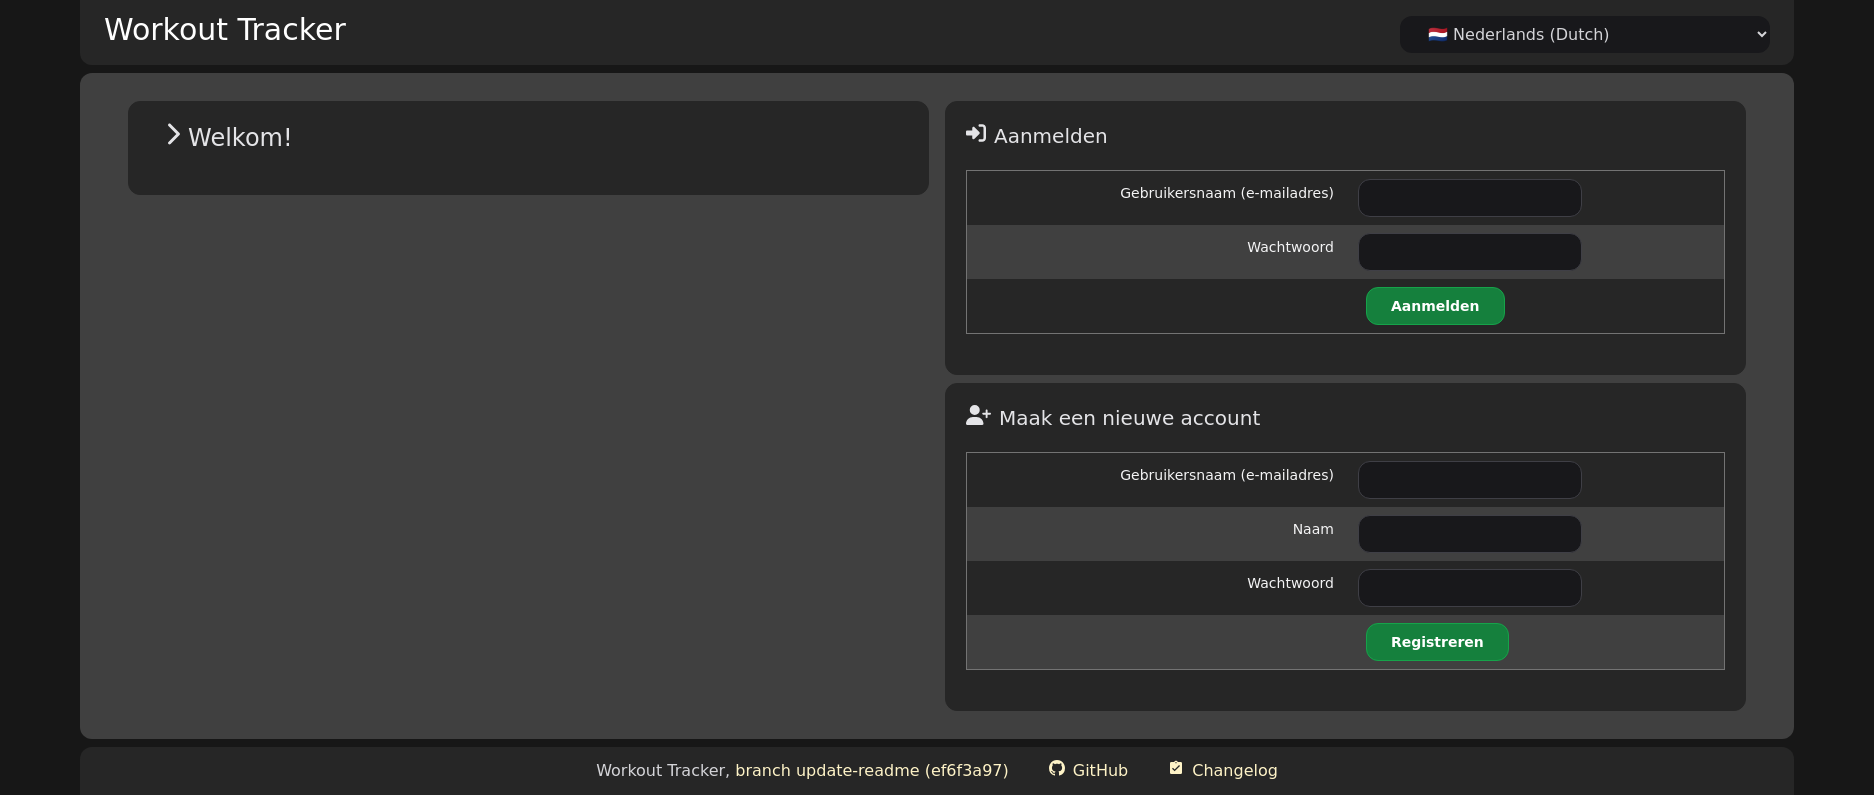 Workout Tracker
🇳🇱 Nederlands (Dutch)
Welkom!
Aanmelden
Gebruikersnaam (e-mailadres)
Wachtwoord
Aanmelden
Maak een nieuwe account
Gebruikersnaam (e-mailadres)
Naam
Wachtwoord
Registreren
Workout Tracker, branch update-readme (ef6f3a97) GitHub Changelog